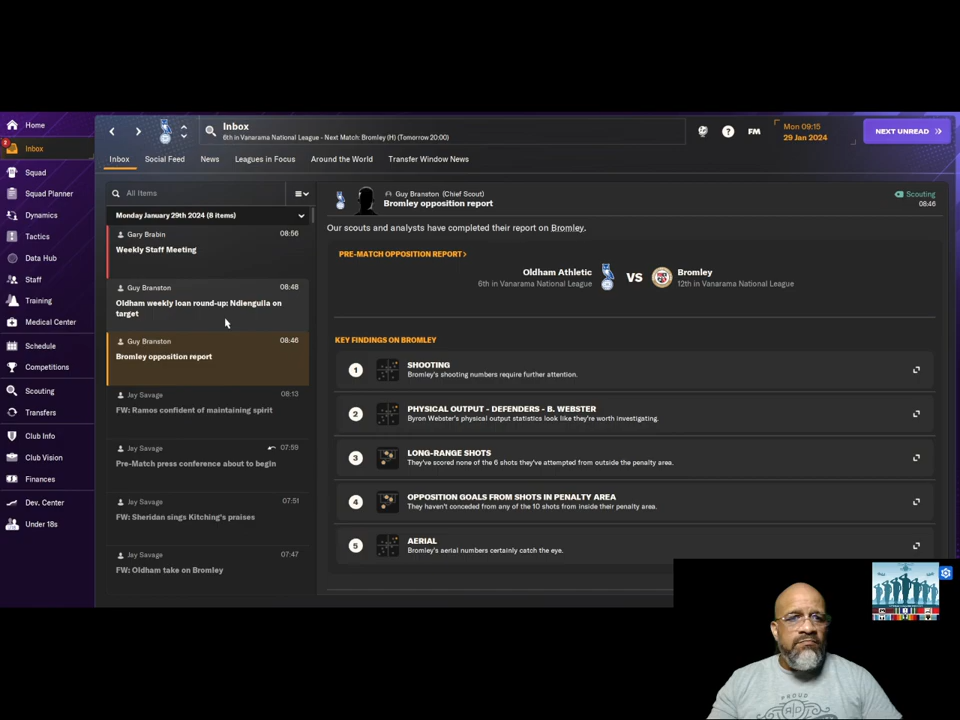 Home
Inbox
Squad
Squad Planner
Dynamics
Tactics
Data Hub
Staff
Training
Medical Center
Schedule
Competitions
Scouting
Transfers
Club Info
Club Vision
Finances
Dev. Center
Under 18s
Inbox
6th in Vanarama National League - Next Match: Bromley (H) (Tomorrow 20:00)
FM
Mon 09:15
29 Jan 2024
NEXT UNREAD
Inbox
Social Feed
News
Leagues in Focus
Around the World
Transfer Window News
All Items
Monday January 29th 2024 (8 items)
Gary Brabin 08:56
Weekly Staff Meeting
Guy Branston 08:48
Oldham weekly loan round-up: Ndienguila on
target
Guy Branston 08:46
Bromley opposition report
Jay Savage 08:13
FW: Ramos confident of maintaining spirit
Jay Savage 07:59
Pre-Match press conference about to begin
Jay Savage 07:51
FW: Sheridan sings Kitching's praises
Jay Savage 07:47
FW: Oldham take on Bromley
Guy Branston (Chief Scout)
Bromley opposition report
Scouting
08:46
Our scouts and analysts have completed their report on Bromley.
PRE-MATCH OPPOSITION REPORT >
Oldham Athletic
6th in Vanarama National League
VS
Bromley
12th in Vanarama National League
KEY FINDINGS ON BROMLEY
1
SHOOTING
Bromley's shooting numbers require further attention.
2
PHYSICAL OUTPUT - DEFENDERS - B. WEBSTER
Byron Webster's physical output statistics look like they're worth investigating.
3
LONG-RANGE SHOTS
They've scored none of the 6 shots they've attempted from outside the penalty area.
4
OPPOSITION GOALS FROM SHOTS IN PENALTY AREA
They haven't conceded from any of the 10 shots from inside their penalty area.
5
AERIAL
Bromley's aerial numbers certainly catch the eye.
PROUD